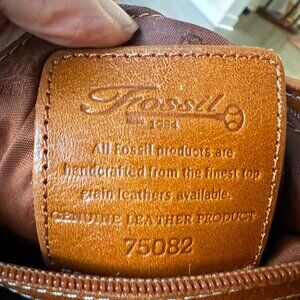 Fossil
1954
All Fossil products are
handcrafted from the finest top
grain leathers available.
GENUINE LEATHER PRODUCT
75082